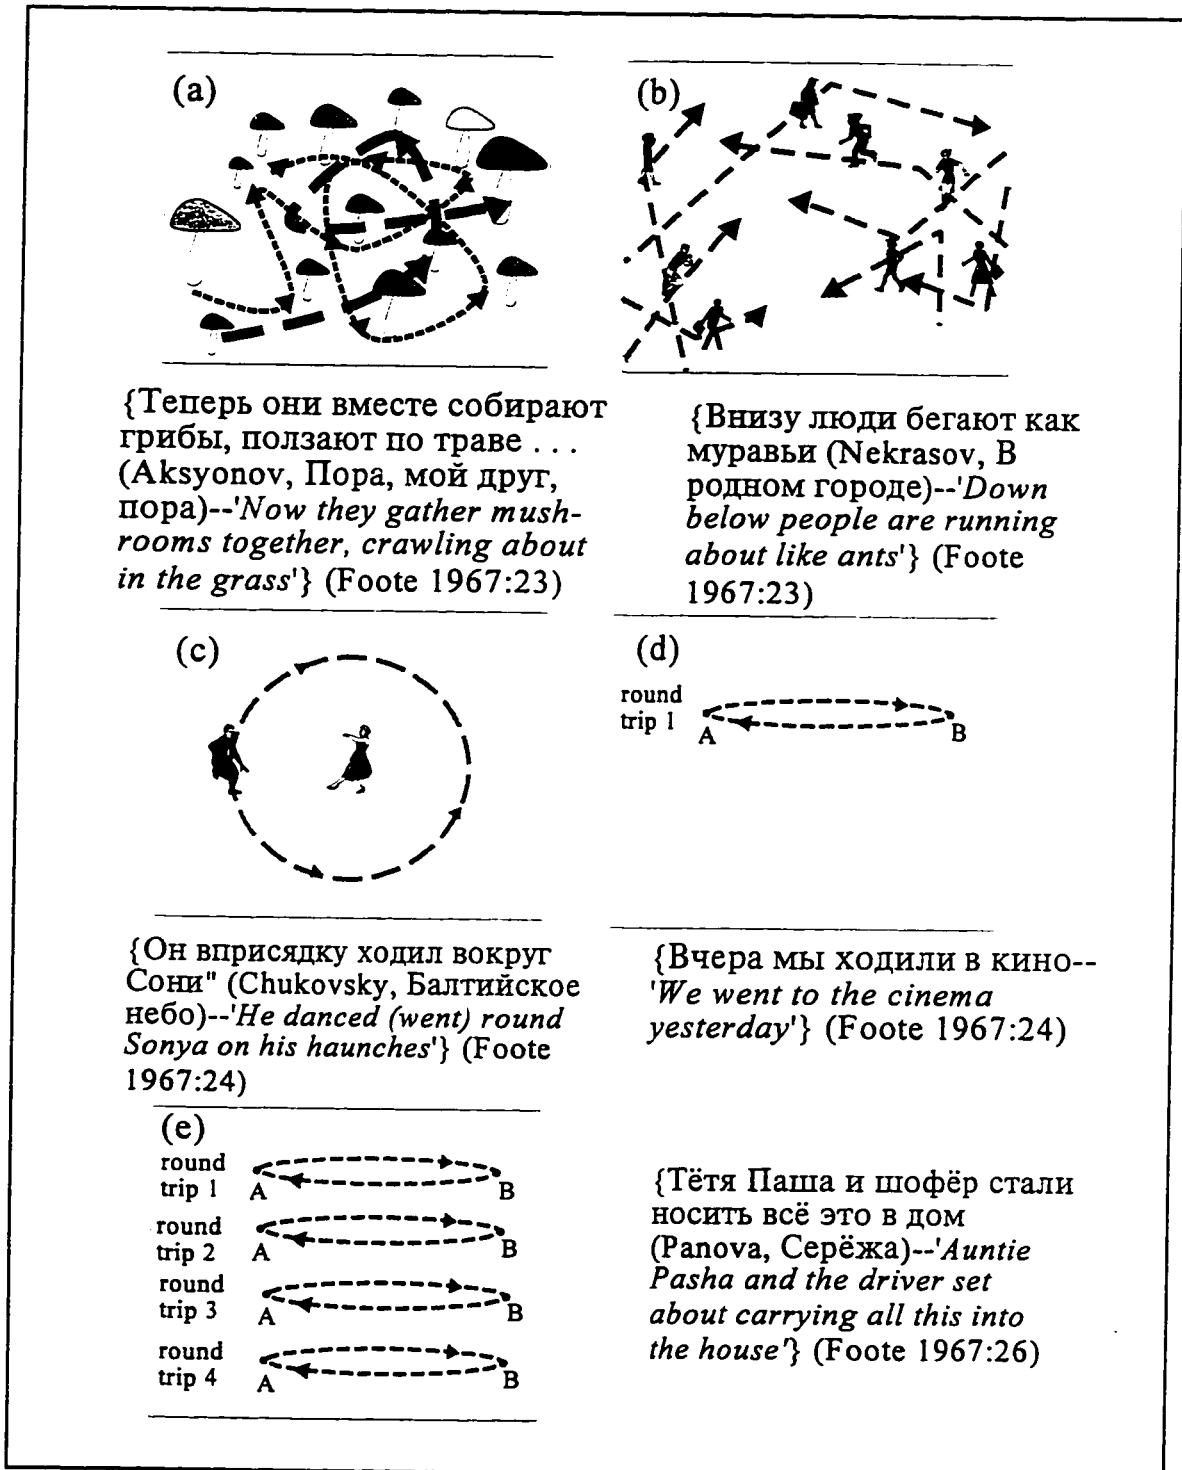 (a)
{Теперь они вместе собирают
грибы, ползают по траве . . .
(Aksyonov, Пора, мой друг,
пора)--'Now they gather mush-
rooms together, crawling about
in the grass'} (Foote 1967:23)
(b)
{Внизу люди бегают как
муравьи (Nekrasov, В
родном городе)--'Down
below people are running
about like ants'} (Foote
1967:23)
(c)
{Он вприсядку ходил вокруг
Сони" (Chukovsky, Балтийское
небо)--'He danced (went) round
Sonya on his haunches'} (Foote
1967:24)
(d)
round
trip 1
A
B
{Вчера мы ходили в кино--
'We went to the cinema
yesterday'} (Foote 1967:24)
(e)
round
trip 1
A
B
round
trip 2
A
B
round
trip 3
A
B
round
trip 4
A
B
{Тётя Паша и шофёр стали
носить всё это в дом
(Panova, Серёжа)--'Auntie
Pasha and the driver set
about carrying all this into
the house'} (Foote 1967:26)